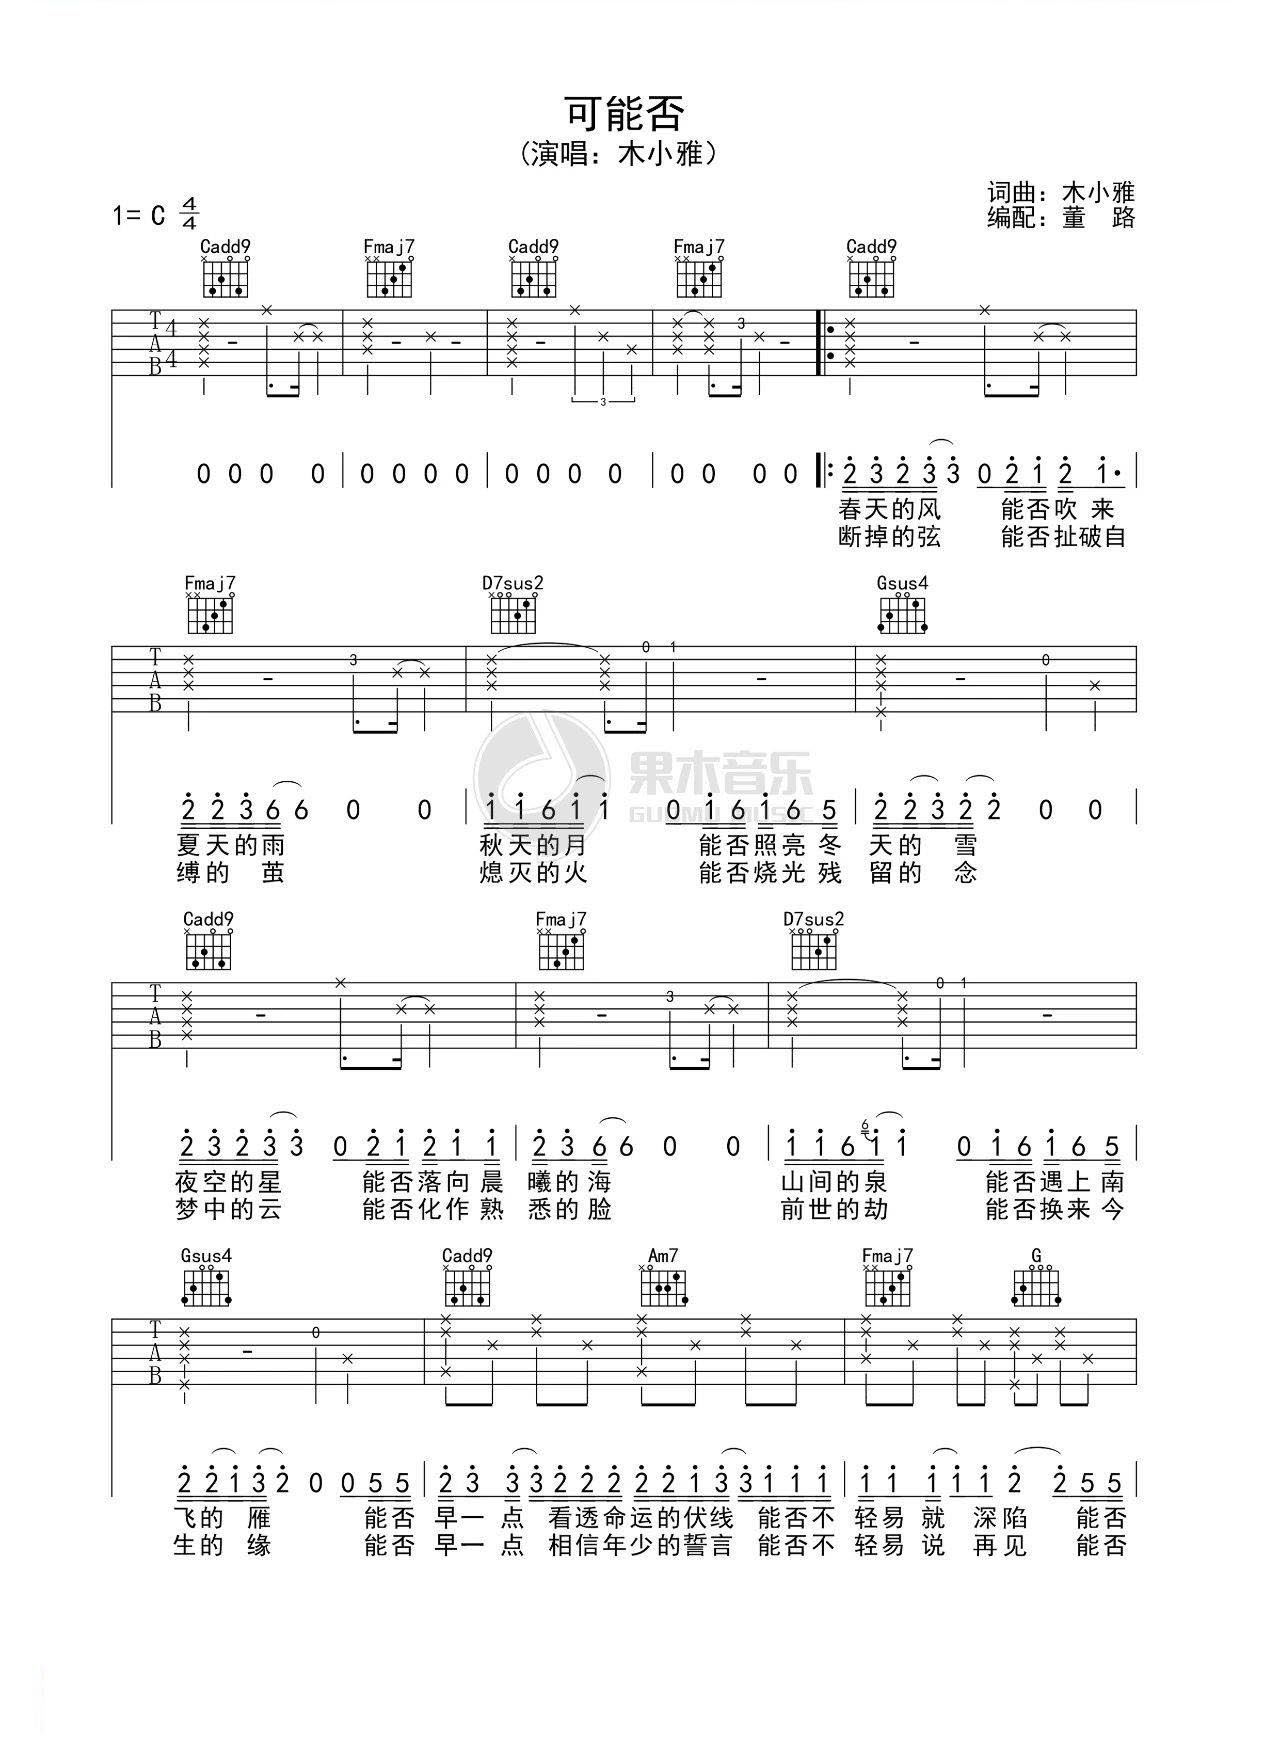 可能否
（演唱：木小雅）
词曲：木小雅
1= C 4/4 编配：董 路
Cadd9 Fmaj7 Cadd9 Fmaj7 Cadd9
T A B 4 4 3
3
0 0 0 0 0 0 0 0 0 0 0 0 0 0 0 0 2 3 2 3 3 0 2 1 2 1·
春天的风 能否吹 来
断掉的弦 能否扯破自
Fmaj7 D7sus2 Gsus4
T A B 3 0 1 0
2 2 3 6 6 0 0 1 1 6 1 1 0 1 6 1 6 5 2 2 3 2 2 0 0
果木音乐
GUOMU MUSIC
夏天的雨 秋天的月 能否照亮冬 天的 雪
缚的 茧 熄灭的火 能否烧光残 留的 念
Cadd9 Fmaj7 D7sus2
T A B 3 0 1
2 3 2 3 3 0 2 1 2 1 1 2 3 6 6 0 0 1 1 6 6 1 1 0 1 6 1 6 5
夜空的星 能否落向晨 曦的海 山间的泉 能否遇上南
梦中的云 能否化作熟 悉的脸 前世的劫 能否换来今
Gsus4 Cadd9 Am7 Fmaj7 G
T A B 0
2 2 1 3 2 0 0 5 5 2 3 3 3 2 2 2 2 2 1 3 3 1 1 1 1 1 1 1 1 2 2 5 5
飞的 雁 能否 早一 点 看透命运的伏线 能否不 轻易 就 深陷 能否
生的 缘 能否 早一 点 相信年少的誓言 能否不 轻易 说 再见 能否